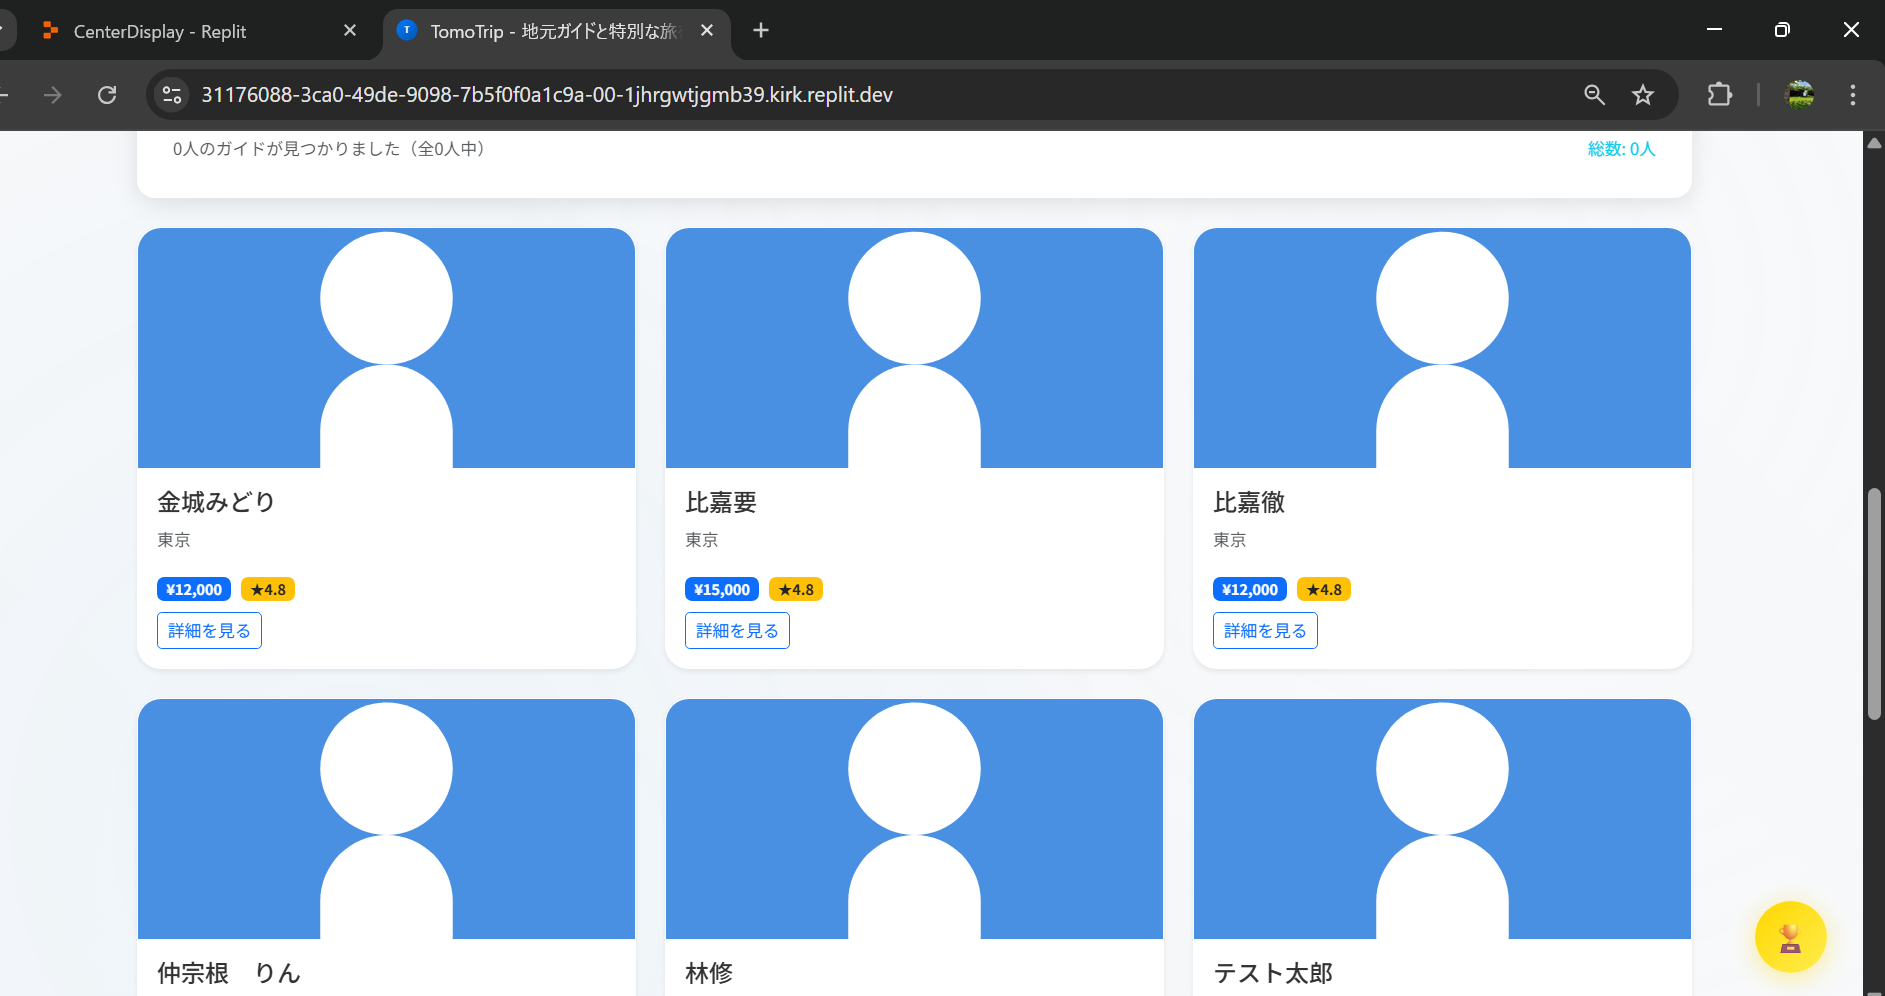 CenterDisplay - Replit
TomoTrip - 地元ガイドと特別な旅
31176088-3ca0-49de-9098-7b5f0f0a1c9a-00-1jhrgwtjgmb39.kirk.replit.dev
0人のガイドが見つかりました（全0人中）
総数: 0人
金城みどり
東京
¥12,000 ★4.8
詳細を見る
比嘉要
東京
¥15,000 ★4.8
詳細を見る
比嘉徹
東京
¥12,000 ★4.8
詳細を見る
仲宗根　りん
林修
テスト太郎